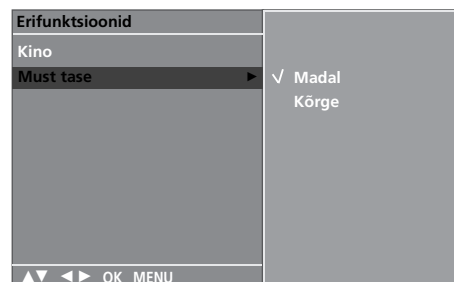 Erifunktsioonid
Kino
Must tase ►
√ Madal
Kõrge
▲▼ ◄► OK MENU